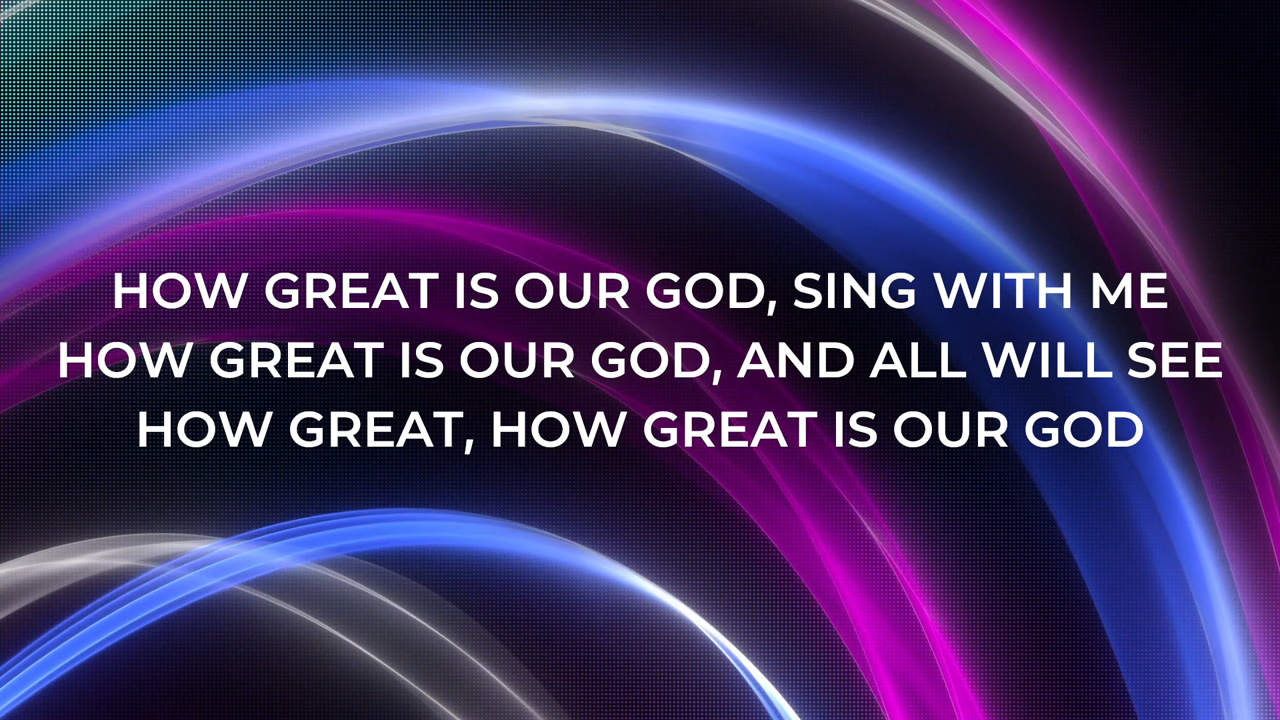 HOW GREAT IS OUR GOD, SING WITH ME
HOW GREAT IS OUR GOD, AND ALL WILL SEE
HOW GREAT, HOW GREAT IS OUR GOD